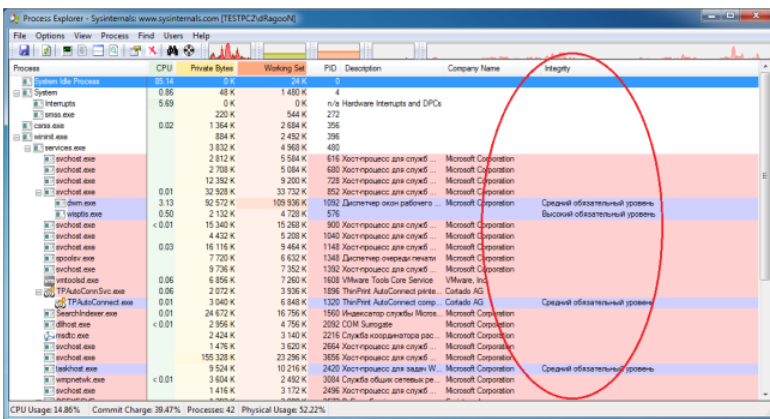 Process Explorer - Sysinternals: www.sysinternals.com [TESTPC2\dRagooN]
File Options View Process Find Users Help
Process CPU Private Bytes Working Set PID Description Company Name Integrity
System Idle Process 85.14 0 K 24 K 0
System 0.86 48 K 1 480 K 4
Interrupts 5.69 0 K 0 K n/a Hardware Interrupts and DPCs
smss.exe 220 K 544 K 272
csrss.exe 0.02 1 364 K 2 684 K 356
wininit.exe 884 K 2 492 K 396
services.exe 3 832 K 4 968 K 480
svchost.exe 2 812 K 5 584 K 616 Хост-процесс для служб ... Microsoft Corporation
svchost.exe 2 708 K 5 084 K 680 Хост-процесс для служб ... Microsoft Corporation
svchost.exe 12 392 K 9 200 K 728 Хост-процесс для служб ... Microsoft Corporation
svchost.exe 0.01 32 928 K 33 732 K 852 Хост-процесс для служб ... Microsoft Corporation
dwm.exe 3.13 92 572 K 109 936 K 1092 Диспетчер окон рабочего ... Microsoft Corporation Средний обязательный уровень
wisptis.exe 0.50 2 132 K 4 728 K 576 Высокий обязательный уровень
svchost.exe < 0.01 15 340 K 15 268 K 900 Хост-процесс для служб ... Microsoft Corporation
svchost.exe 4 432 K 5 208 K 1040 Хост-процесс для служб ... Microsoft Corporation
svchost.exe 0.03 16 116 K 9 464 K 1148 Хост-процесс для служб ... Microsoft Corporation
spoolsv.exe 7 720 K 6 632 K 1348 Диспетчер очереди печати Microsoft Corporation
svchost.exe 9 736 K 7 352 K 1392 Хост-процесс для служб ... Microsoft Corporation
vmtoolsd.exe 0.06 6 856 K 7 260 K 1608 VMware Tools Core Service VMware, Inc.
TPAutoConnSvc.exe 0.06 2 072 K 3 936 K 1896 ThinPrint AutoConnect printe... Cortado AG
TPAutoConnect.exe 0.01 3 040 K 6 848 K 1320 ThinPrint AutoConnect comp... Cortado AG Средний обязательный уровень
SearchIndexer.exe 0.01 24 672 K 16 756 K 1560 Индексатор службы Micros... Microsoft Corporation
dllhost.exe < 0.01 2 956 K 4 756 K 2092 COM Surrogate Microsoft Corporation
msdtc.exe 2 424 K 3 140 K 2216 Служба координатора рас... Microsoft Corporation
svchost.exe 1 476 K 3 620 K 2664 Хост-процесс для служб ... Microsoft Corporation
svchost.exe 155 328 K 23 296 K 3656 Хост-процесс для служб ... Microsoft Corporation
taskhost.exe 9 524 K 10 216 K 2420 Хост-процесс для задач W... Microsoft Corporation Средний обязательный уровень
wmpnetwk.exe < 0.01 3 604 K 2 492 K 3084 Служба общих сетевых ре... Microsoft Corporation
svchost.exe 1 416 K 3 172 K 2496 Хост-процесс для служб ... Microsoft Corporation
CPU Usage: 14.86% Commit Charge: 39.47% Processes: 42 Physical Usage: 52.22%